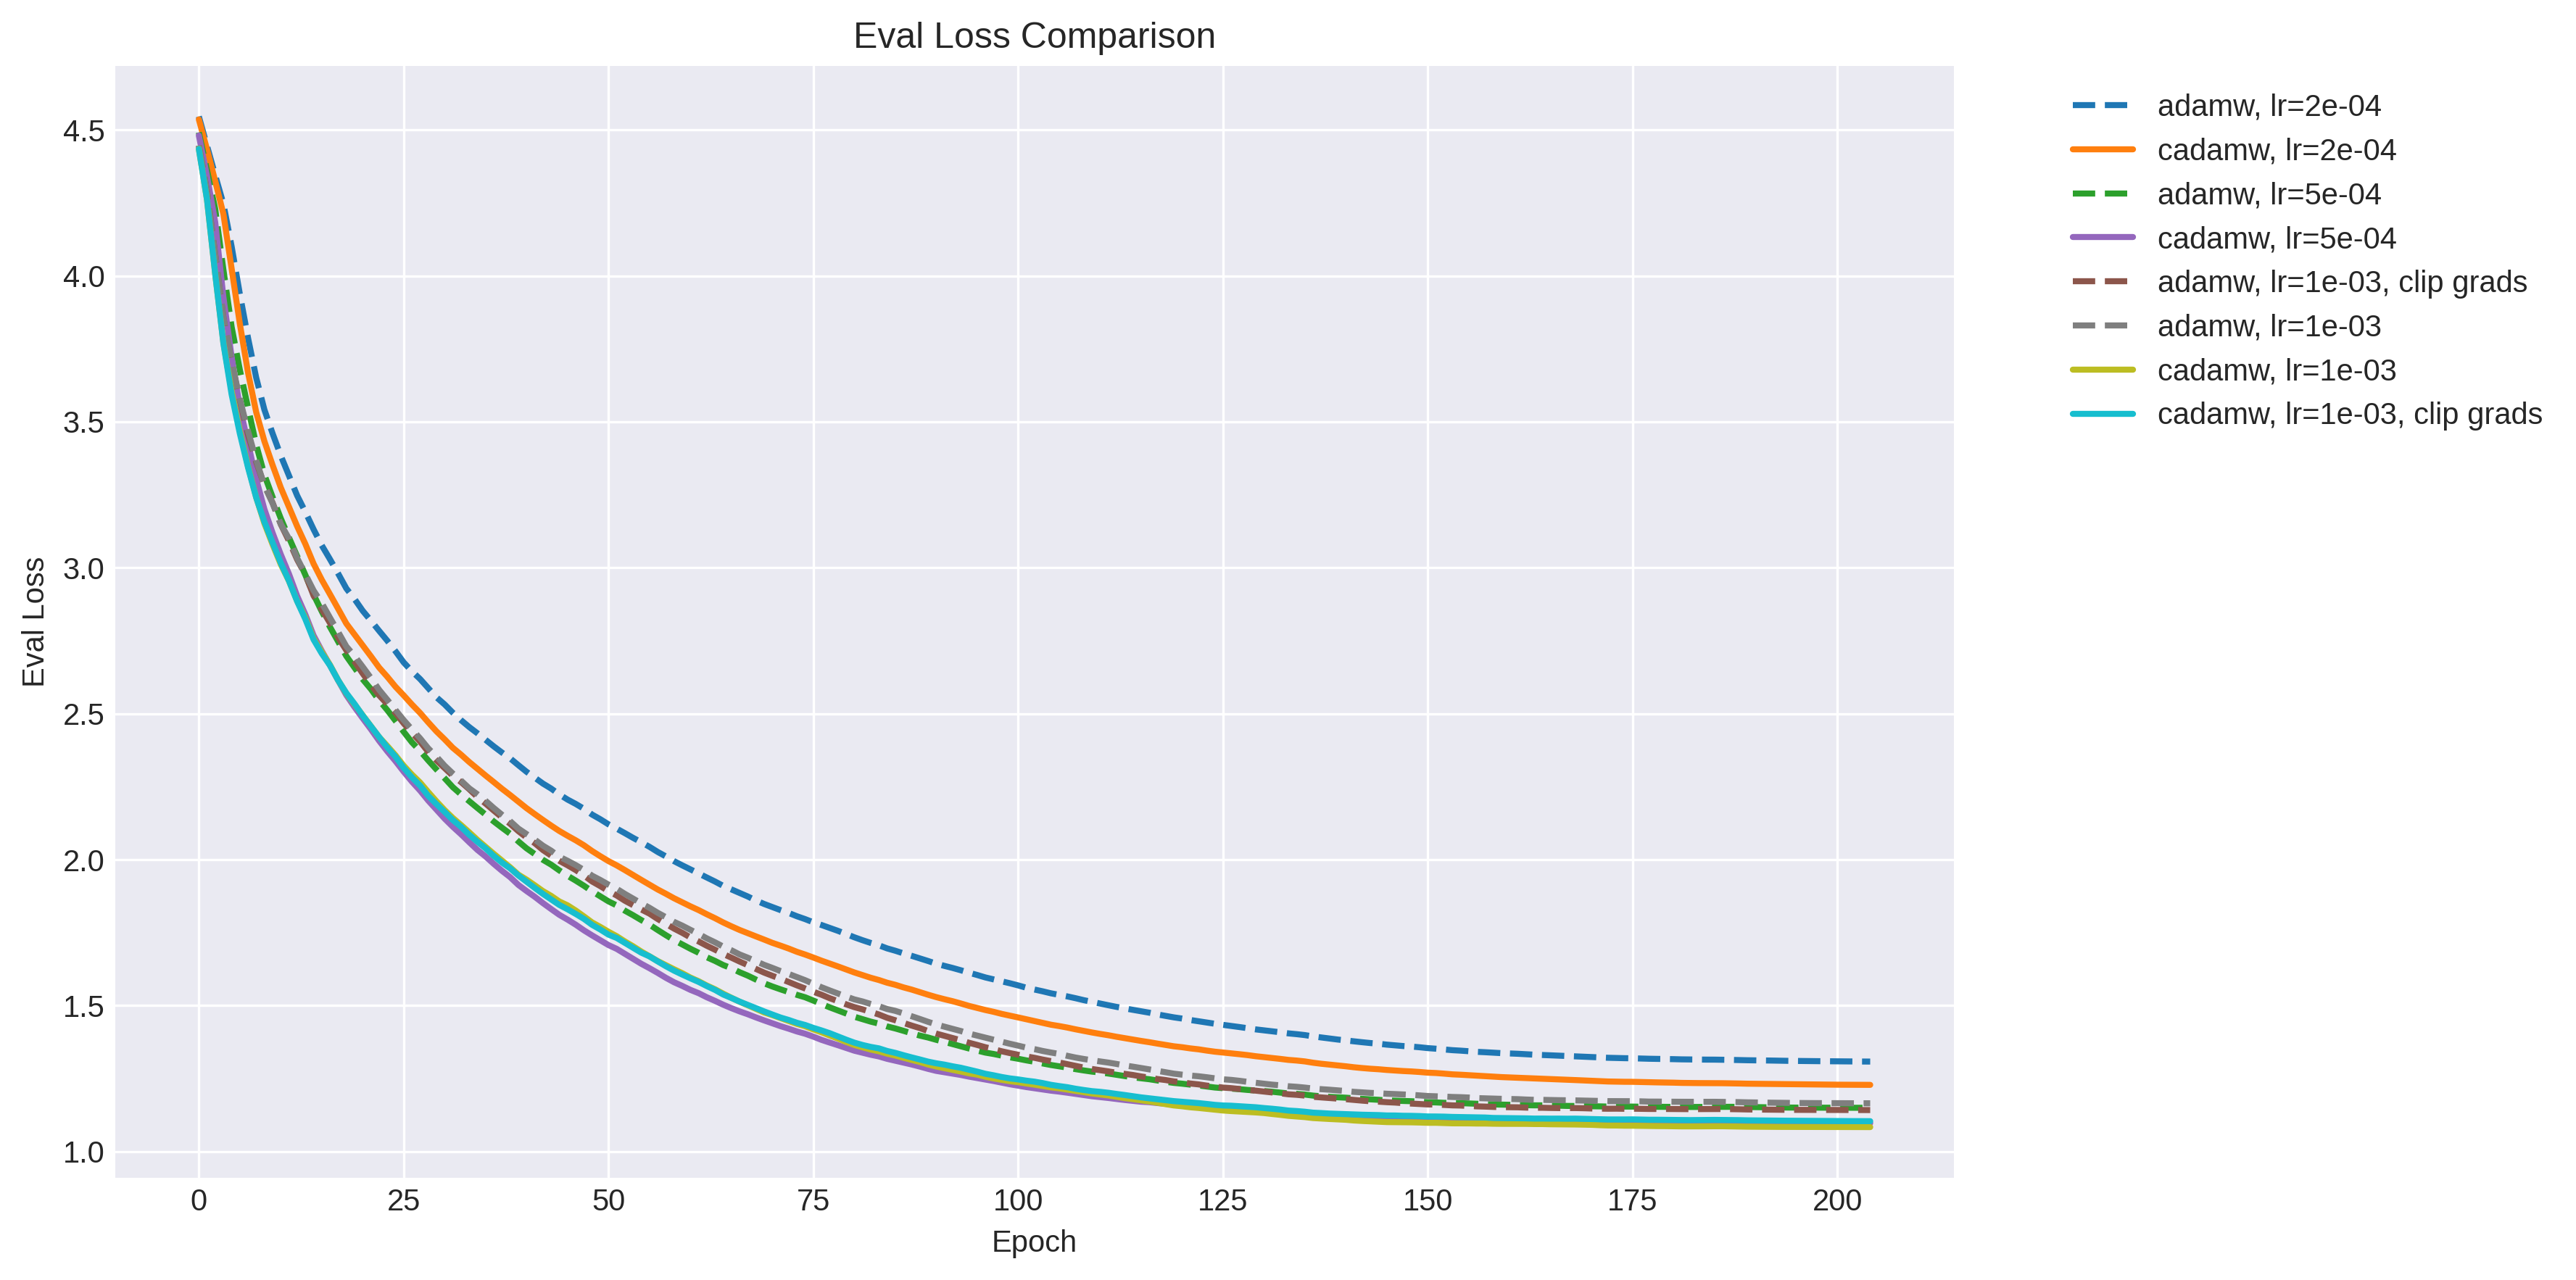 Eval Loss Comparison
Eval Loss
4.5
4.0
3.5
3.0
2.5
2.0
1.5
1.0
0 25 50 75 100 125 150 175 200
Epoch
adamw, lr=2e-04
cadamw, lr=2e-04
adamw, lr=5e-04
cadamw, lr=5e-04
adamw, lr=1e-03, clip grads
adamw, lr=1e-03
cadamw, lr=1e-03
cadamw, lr=1e-03, clip grads